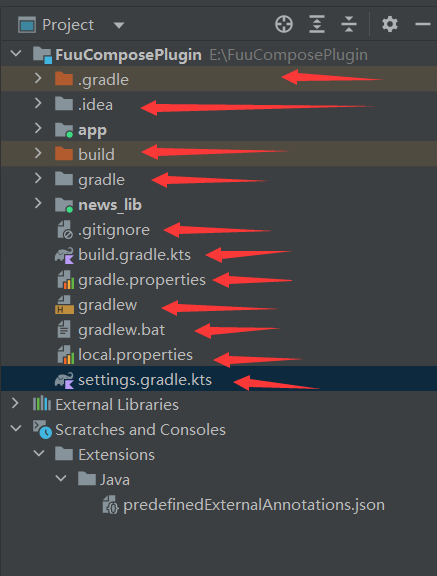 Project
FuuComposePlugin E:\FuuComposePlugin
.gradle
.idea
app
build
gradle
news_lib
.gitignore
build.gradle.kts
gradle.properties
gradlew
gradlew.bat
local.properties
settings.gradle.kts
External Libraries
Scratches and Consoles
Extensions
Java
predefinedExternalAnnotations.json